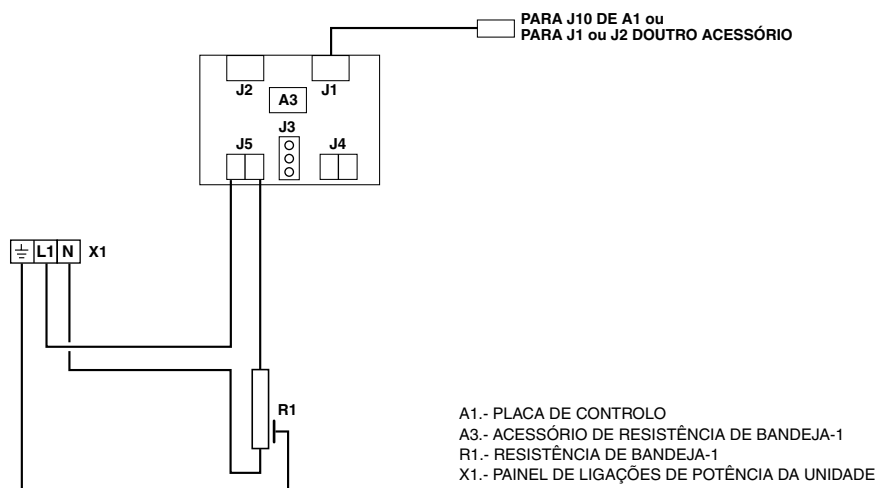 PARA J10 DE A1 ou
PARA J1 ou J2 DOUTRO ACESSÓRIO
J2
J1
A3
J3
J5
J4
L1 N X1
R1
A1.- PLACA DE CONTROLO
A3.- ACESSÓRIO DE RESISTÊNCIA DE BANDEJA-1
R1.- RESISTÊNCIA DE BANDEJA-1
X1.- PAINEL DE LIGAÇÕES DE POTÊNCIA DA UNIDADE